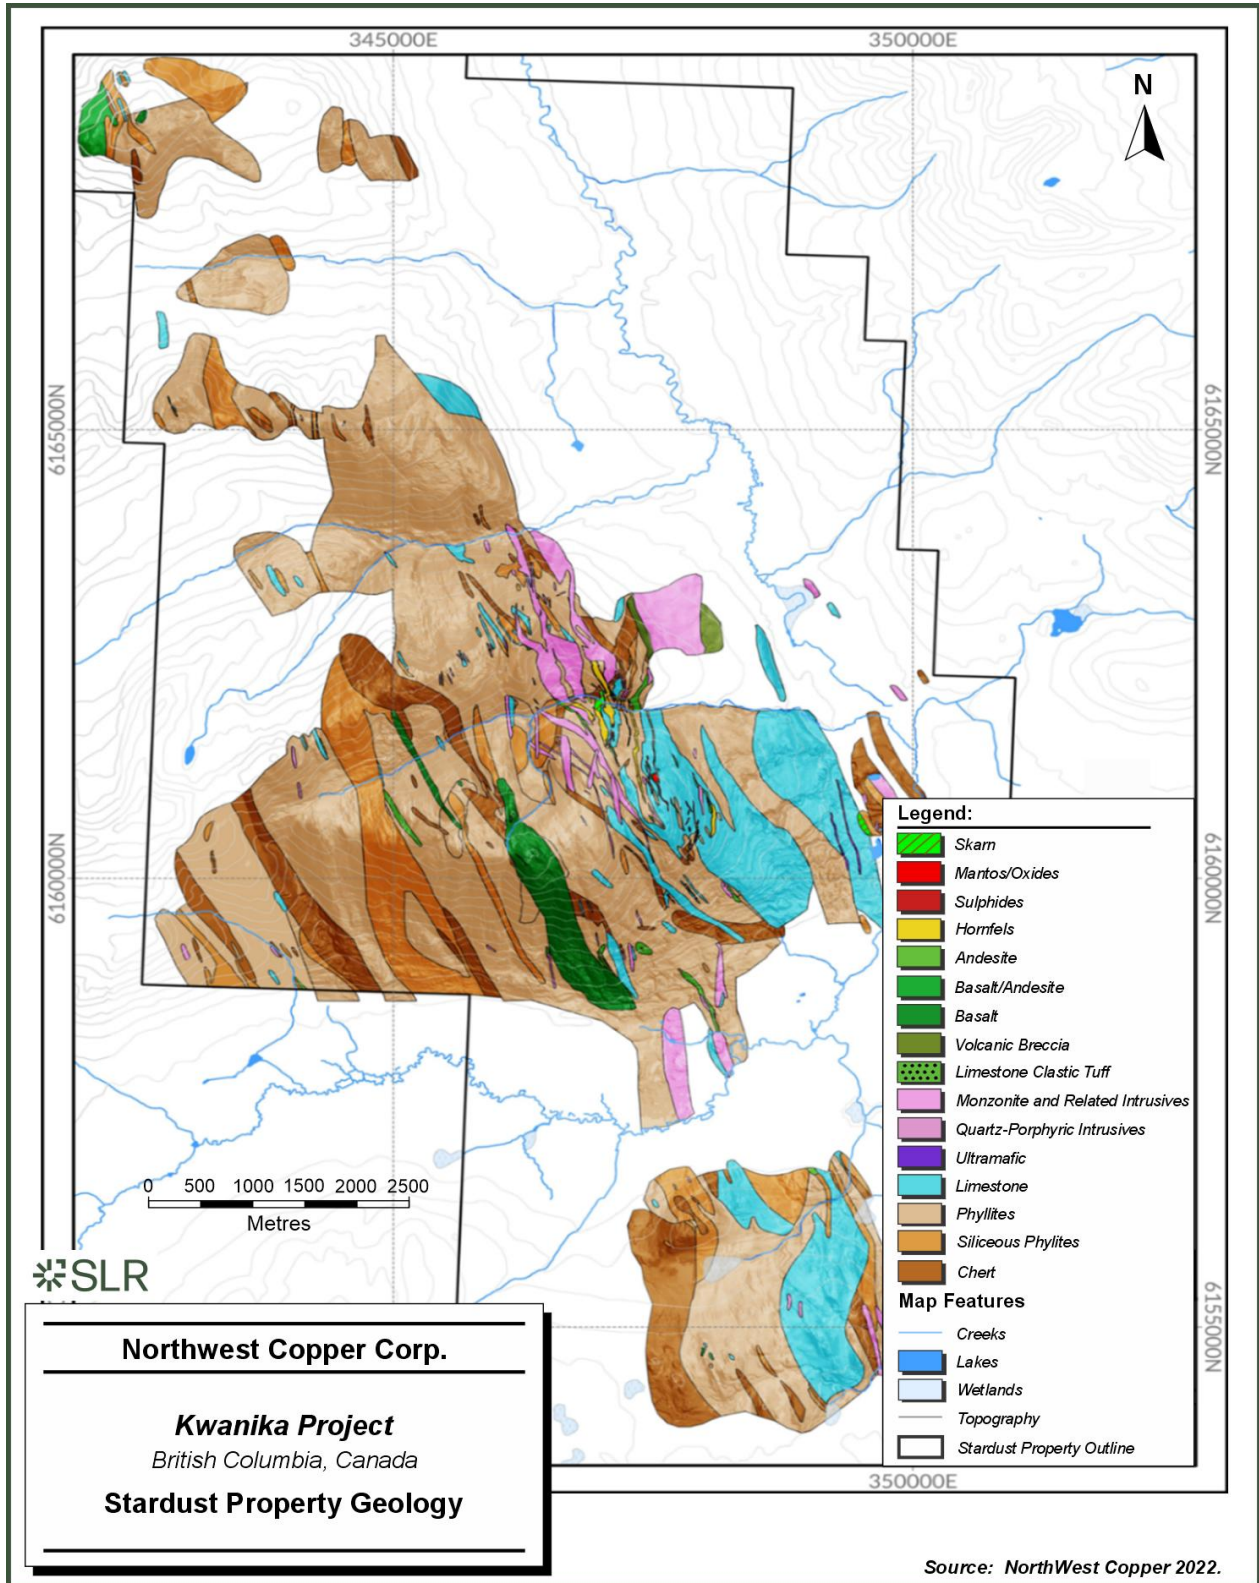 345000E
350000E
N
6165000N
6165000N
6160000N
6160000N
6155000N
350000E
0 500 1000 1500 2000 2500
Metres
Legend:
Skarn
Mantos/Oxides
Sulphides
Hornfels
Andesite
Basalt/Andesite
Basalt
Volcanic Breccia
Limestone Clastic Tuff
Monzonite and Related Intrusives
Quartz-Porphyric Intrusives
Ultramafic
Limestone
Phyllites
Siliceous Phylites
Chert
Map Features
Creeks
Lakes
Wetlands
Topography
Stardust Property Outline
SLR
Northwest Copper Corp.
Kwanika Project
British Columbia, Canada
Stardust Property Geology
Source: NorthWest Copper 2022.